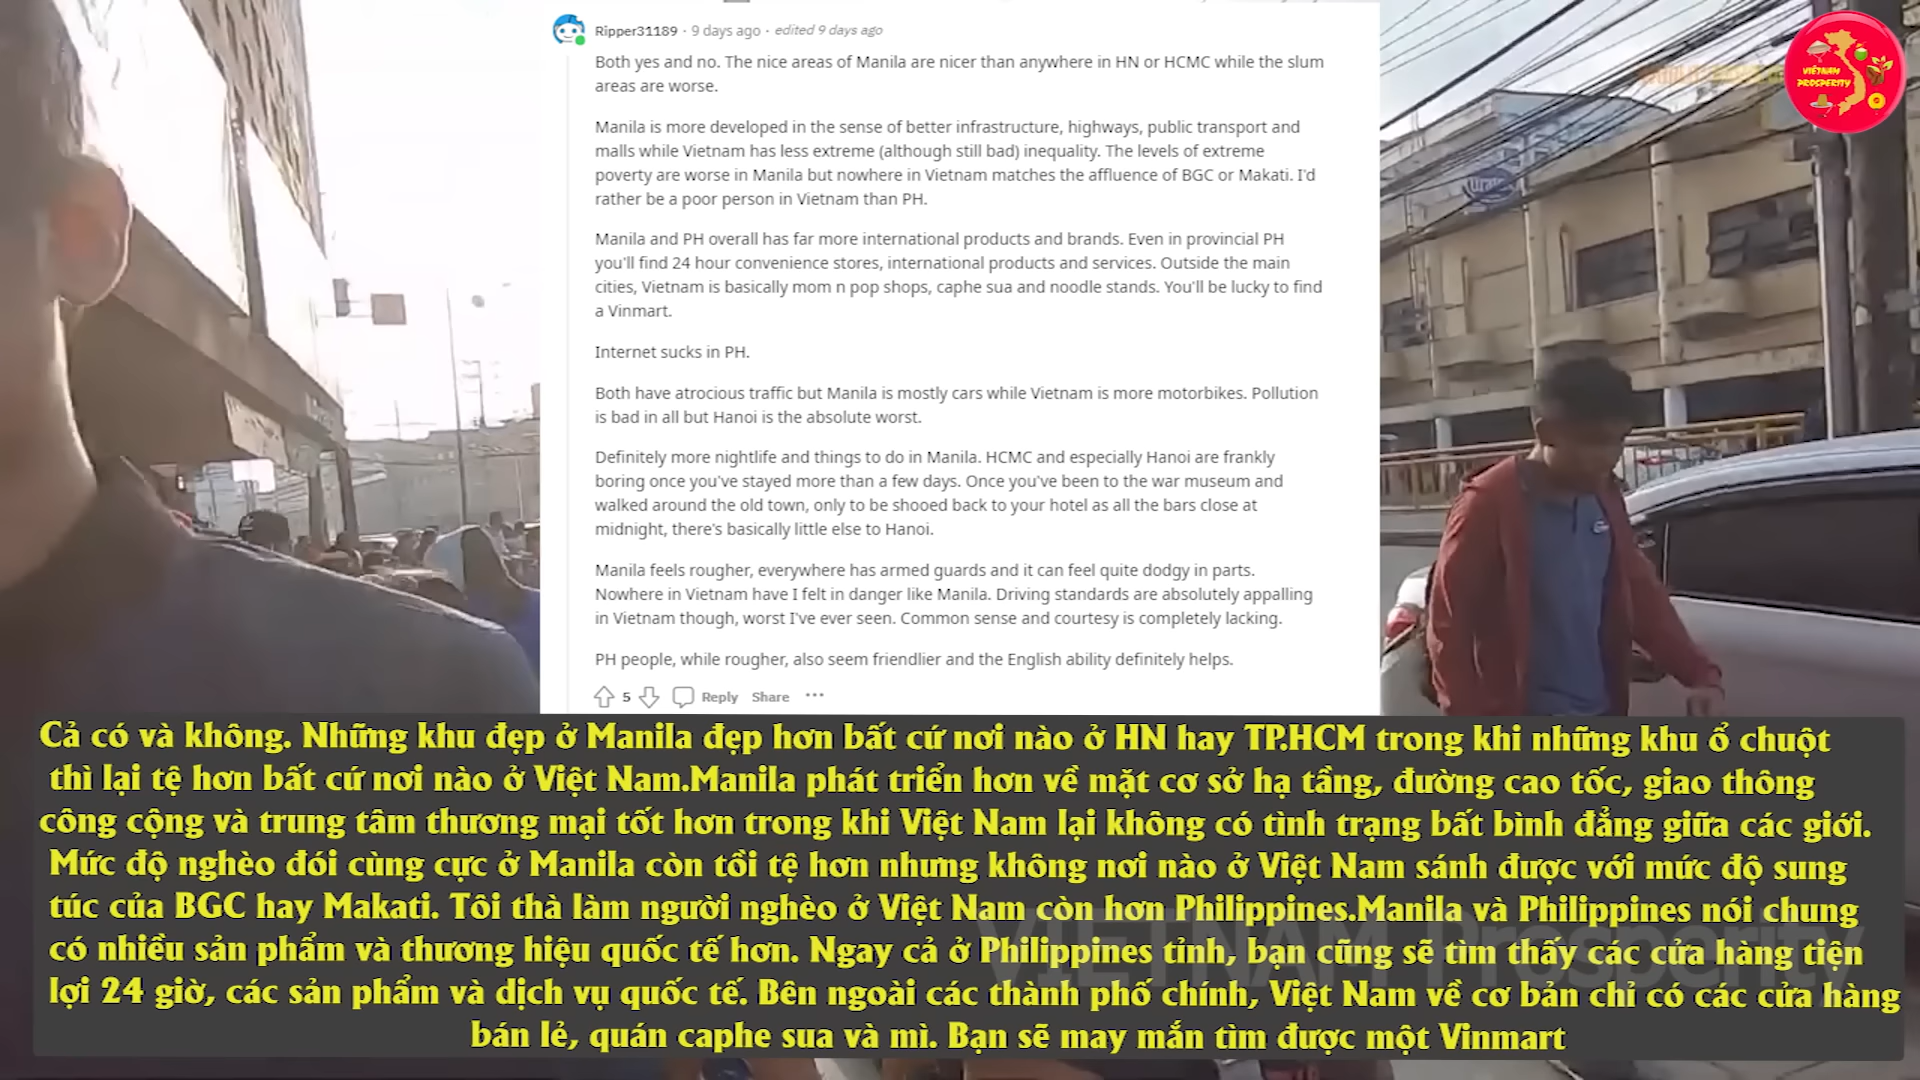 Ripper31189 · 9 days ago · edited 9 days ago
Both yes and no. The nice areas of Manila are nicer than anywhere in HN or HCMC while the slum
areas are worse.
Manila is more developed in the sense of better infrastructure, highways, public transport and
malls while Vietnam has less extreme (although still bad) inequality. The levels of extreme
poverty are worse in Manila but nowhere in Vietnam matches the affluence of BGC or Makati. I'd
rather be a poor person in Vietnam than PH.
Manila and PH overall has far more international products and brands. Even in provincial PH
you'll find 24 hour convenience stores, international products and services. Outside the main
cities, Vietnam is basically mom n pop shops, caphe sua and noodle stands. You'll be lucky to find
a Vinmart.
Internet sucks in PH.
Both have atrocious traffic but Manila is mostly cars while Vietnam is more motorbikes. Pollution
is bad in all but Hanoi is the absolute worst.
Definitely more nightlife and things to do in Manila. HCMC and especially Hanoi are frankly
boring once you've stayed more than a few days. Once you've been to the war museum and
walked around the old town, only to be shooed back to your hotel as all the bars close at
midnight, there's basically little else to Hanoi.
Manila feels rougher, everywhere has armed guards and it can feel quite dodgy in parts.
Nowhere in Vietnam have I felt in danger like Manila. Driving standards are absolutely appalling
in Vietnam though, worst I've ever seen. Common sense and courtesy is completely lacking.
PH people, while rougher, also seem friendlier and the English ability definitely helps.
5 Reply Share ···
VIETNAM
PROSPERITY
Cả có và không. Những khu đẹp ở Manila đẹp hơn bất cứ nơi nào ở HN hay TP.HCM trong khi những khu ổ chuột
thì lại tệ hơn bất cứ nơi nào ở Việt Nam.Manila phát triển hơn về mặt cơ sở hạ tầng, đường cao tốc, giao thông
công cộng và trung tâm thương mại tốt hơn trong khi Việt Nam lại không có tình trạng bất bình đẳng giữa các giới.
Mức độ nghèo đói cùng cực ở Manila còn tồi tệ hơn nhưng không nơi nào ở Việt Nam sánh được với mức độ sung
túc của BGC hay Makati. Tôi thà làm người nghèo ở Việt Nam còn hơn Philippines.Manila và Philippines nói chung
có nhiều sản phẩm và thương hiệu quốc tế hơn. Ngay cả ở Philippines tỉnh, bạn cũng sẽ tìm thấy các cửa hàng tiện
lợi 24 giờ, các sản phẩm và dịch vụ quốc tế. Bên ngoài các thành phố chính, Việt Nam về cơ bản chỉ có các cửa hàng
bán lẻ, quán caphe sua và mì. Bạn sẽ may mắn tìm được một Vinmart
VIETNAM Prosperity